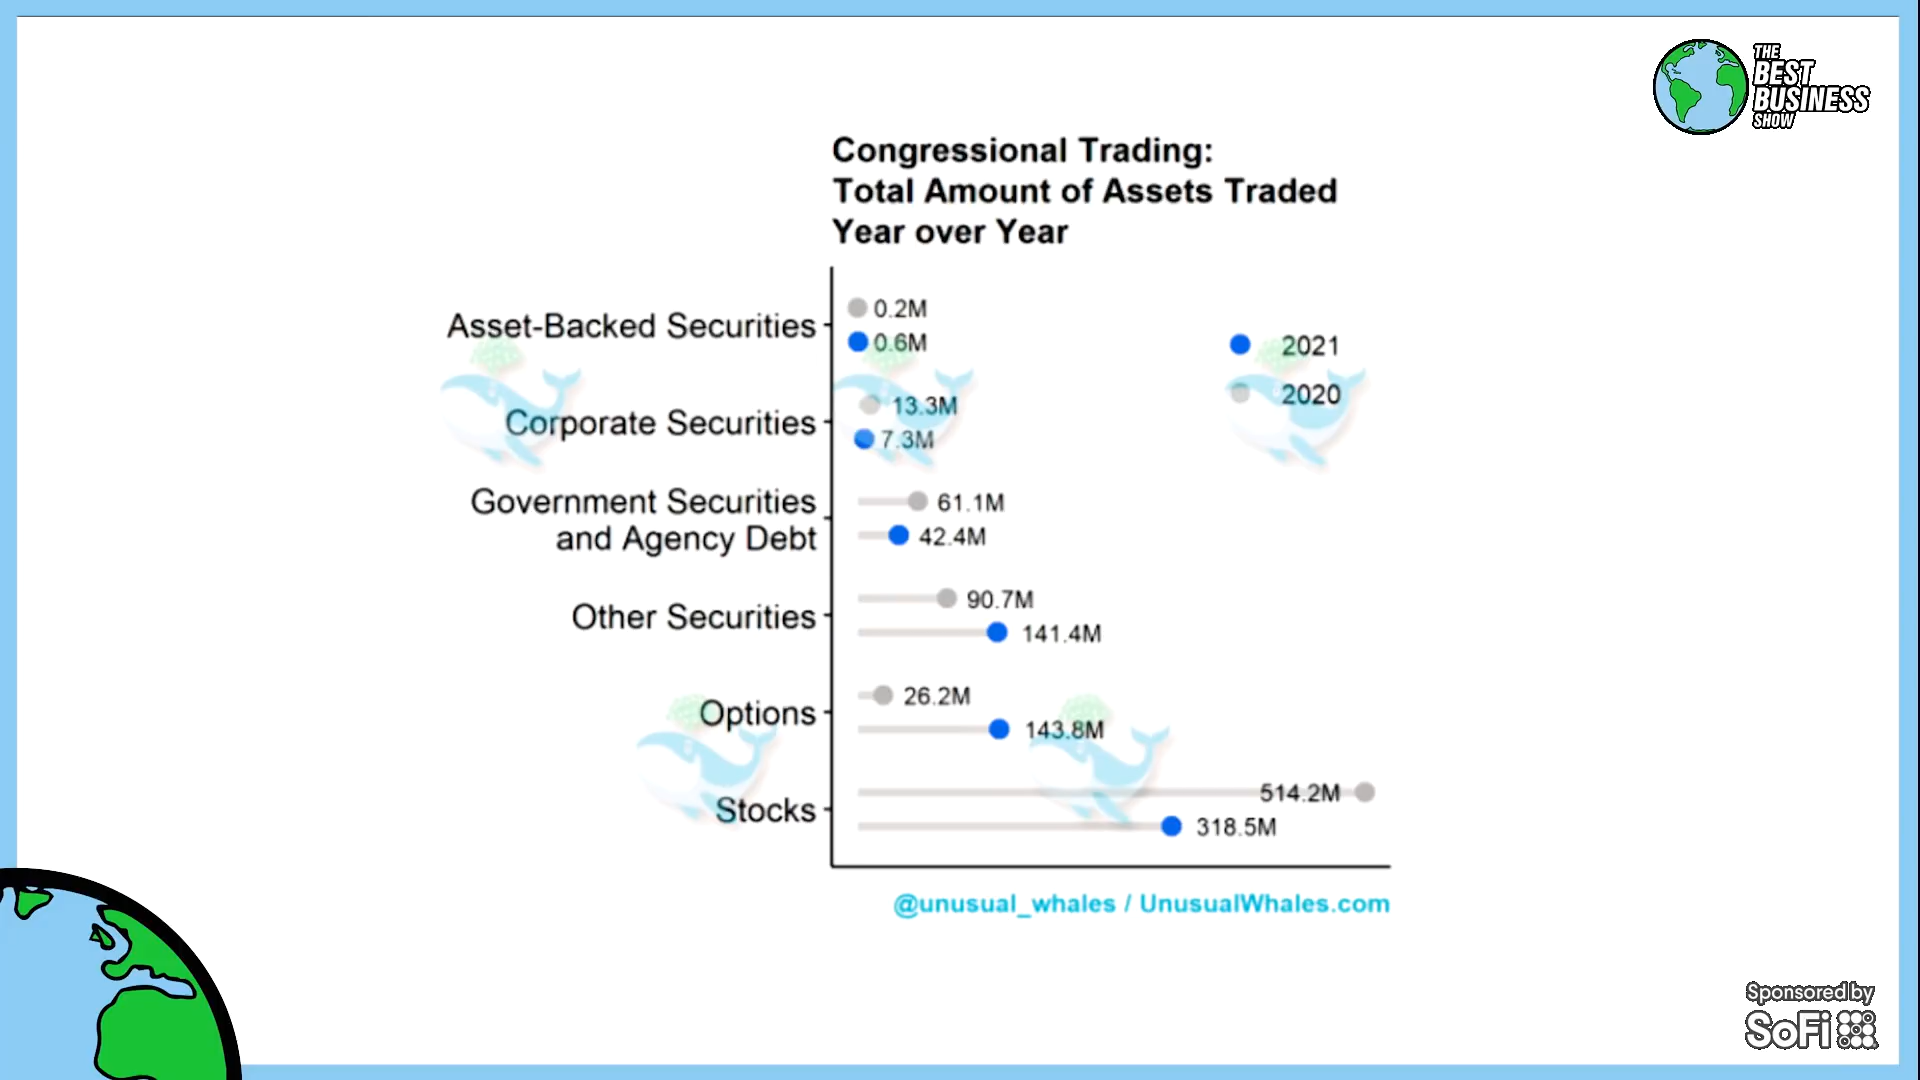 THE
BEST
BUSINESS
SHOW
Congressional Trading:
Total Amount of Assets Traded
Year over Year
Asset-Backed Securities
0.2M
0.6M
2021
2020
Corporate Securities
13.3M
7.3M
Government Securities
and Agency Debt
61.1M
42.4M
Other Securities
90.7M
141.4M
Options
26.2M
143.8M
Stocks
514.2M
318.5M
@unusual_whales / UnusualWhales.com
Sponsored by
SoFi